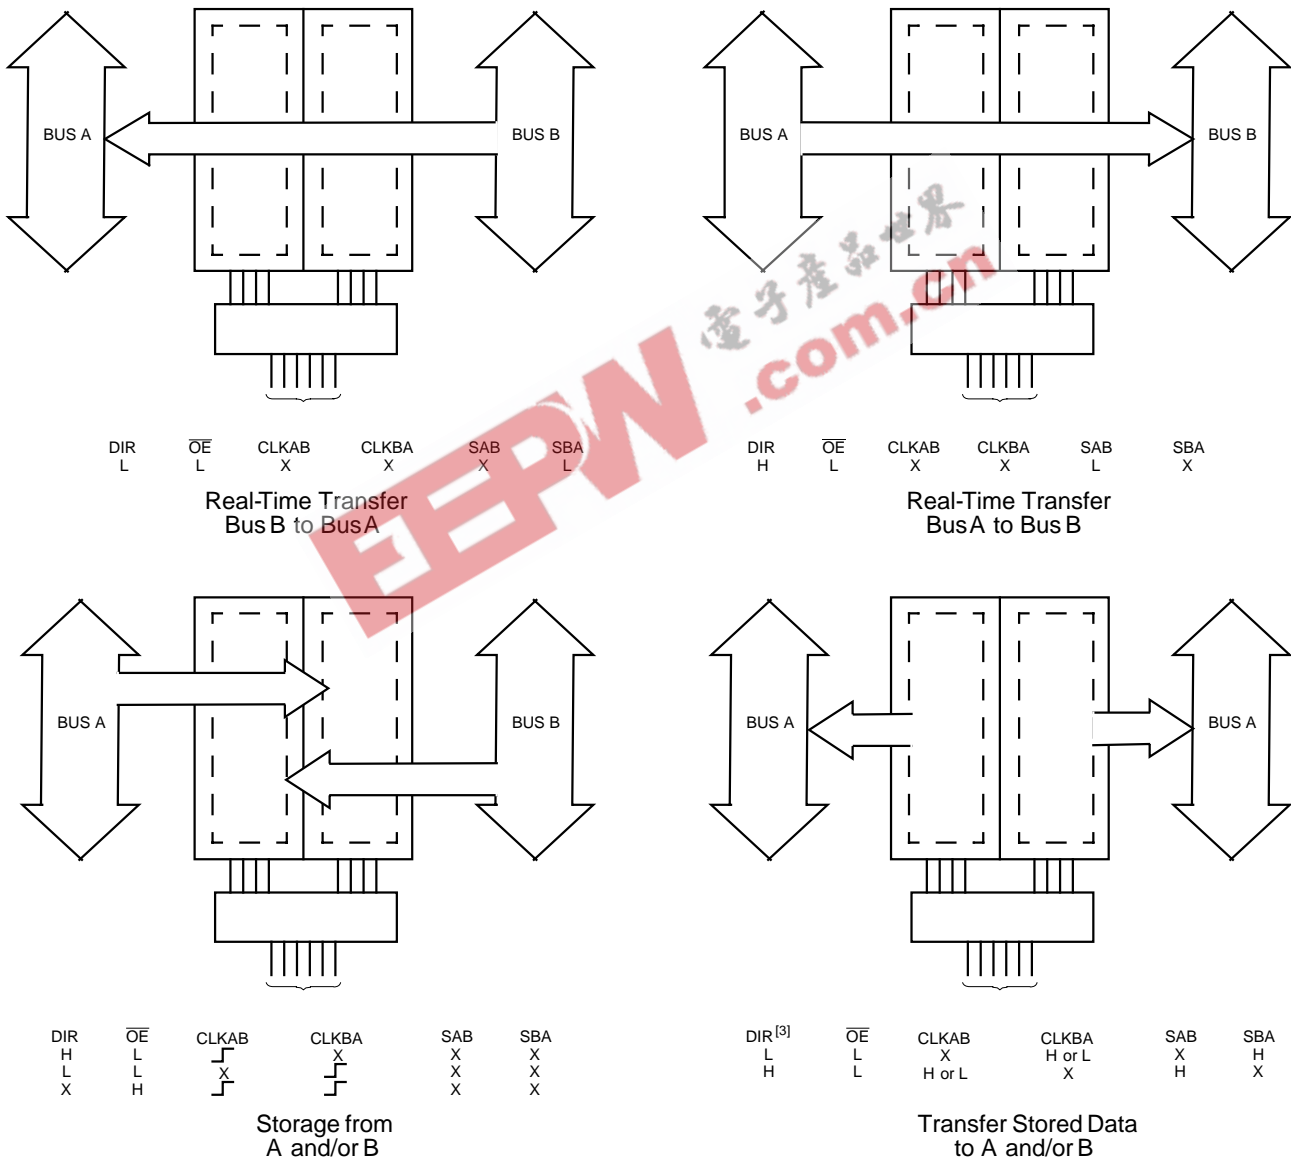 BUS A
BUS B
BUS A
BUS B
電子產品世界
EEPW.com.cn
DIR OE CLKAB CLKBA SAB SBA
L L X X X L
Real-Time Transfer
Bus B to Bus A
DIR OE CLKAB CLKBA SAB SBA
H L X X L X
Real-Time Transfer
Bus A to Bus B
BUS A
BUS B
BUS A
BUS A
DIR OE CLKAB CLKBA SAB SBA
H L X X X
L L X X X
X H X X
Storage from
A and/or B
DIR [3] OE CLKAB CLKBA SAB SBA
L L X H or L X H
H L H or L X H X
Transfer Stored Data
to A and/or B